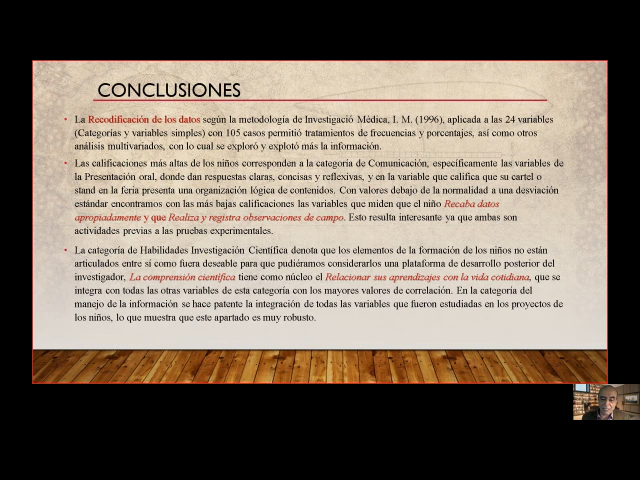 CONCLUSIONES
• La Recodificación de los datos según la metodología de Investigació Mèdica, I. M. (1996), aplicada a las 24 variables
(Categorías y variables simples) con 105 casos permitió tratamientos de frecuencias y porcentajes, así como otros
análisis multivariados, con lo cual se exploró y explotó más la información.
• Las calificaciones más altas de los niños corresponden a la categoría de Comunicación, específicamente las variables de
la Presentación oral, donde dan respuestas claras, concisas y reflexivas, y en la variable que califica que su cartel o
stand en la feria presenta una organización lógica de contenidos. Con valores debajo de la normalidad a una desviación
estándar encontramos con las más bajas calificaciones las variables que miden que el niño Recaba datos
apropiadamente y que Realiza y registra observaciones de campo. Esto resulta interesante ya que ambas son
actividades previas a las pruebas experimentales.
• La categoría de Habilidades Investigación Científica denota que los elementos de la formación de los niños no están
articulados entre sí como fuera deseable para que pudiéramos considerarlos una plataforma de desarrollo posterior del
investigador, La comprensión científica tiene como núcleo el Relacionar sus aprendizajes con la vida cotidiana, que se
integra con todas las otras variables de esta categoría con los mayores valores de correlación. En la categoría del
manejo de la información se hace patente la integración de todas las variables que fueron estudiadas en los proyectos de
los niños, lo que muestra que este apartado es muy robusto.